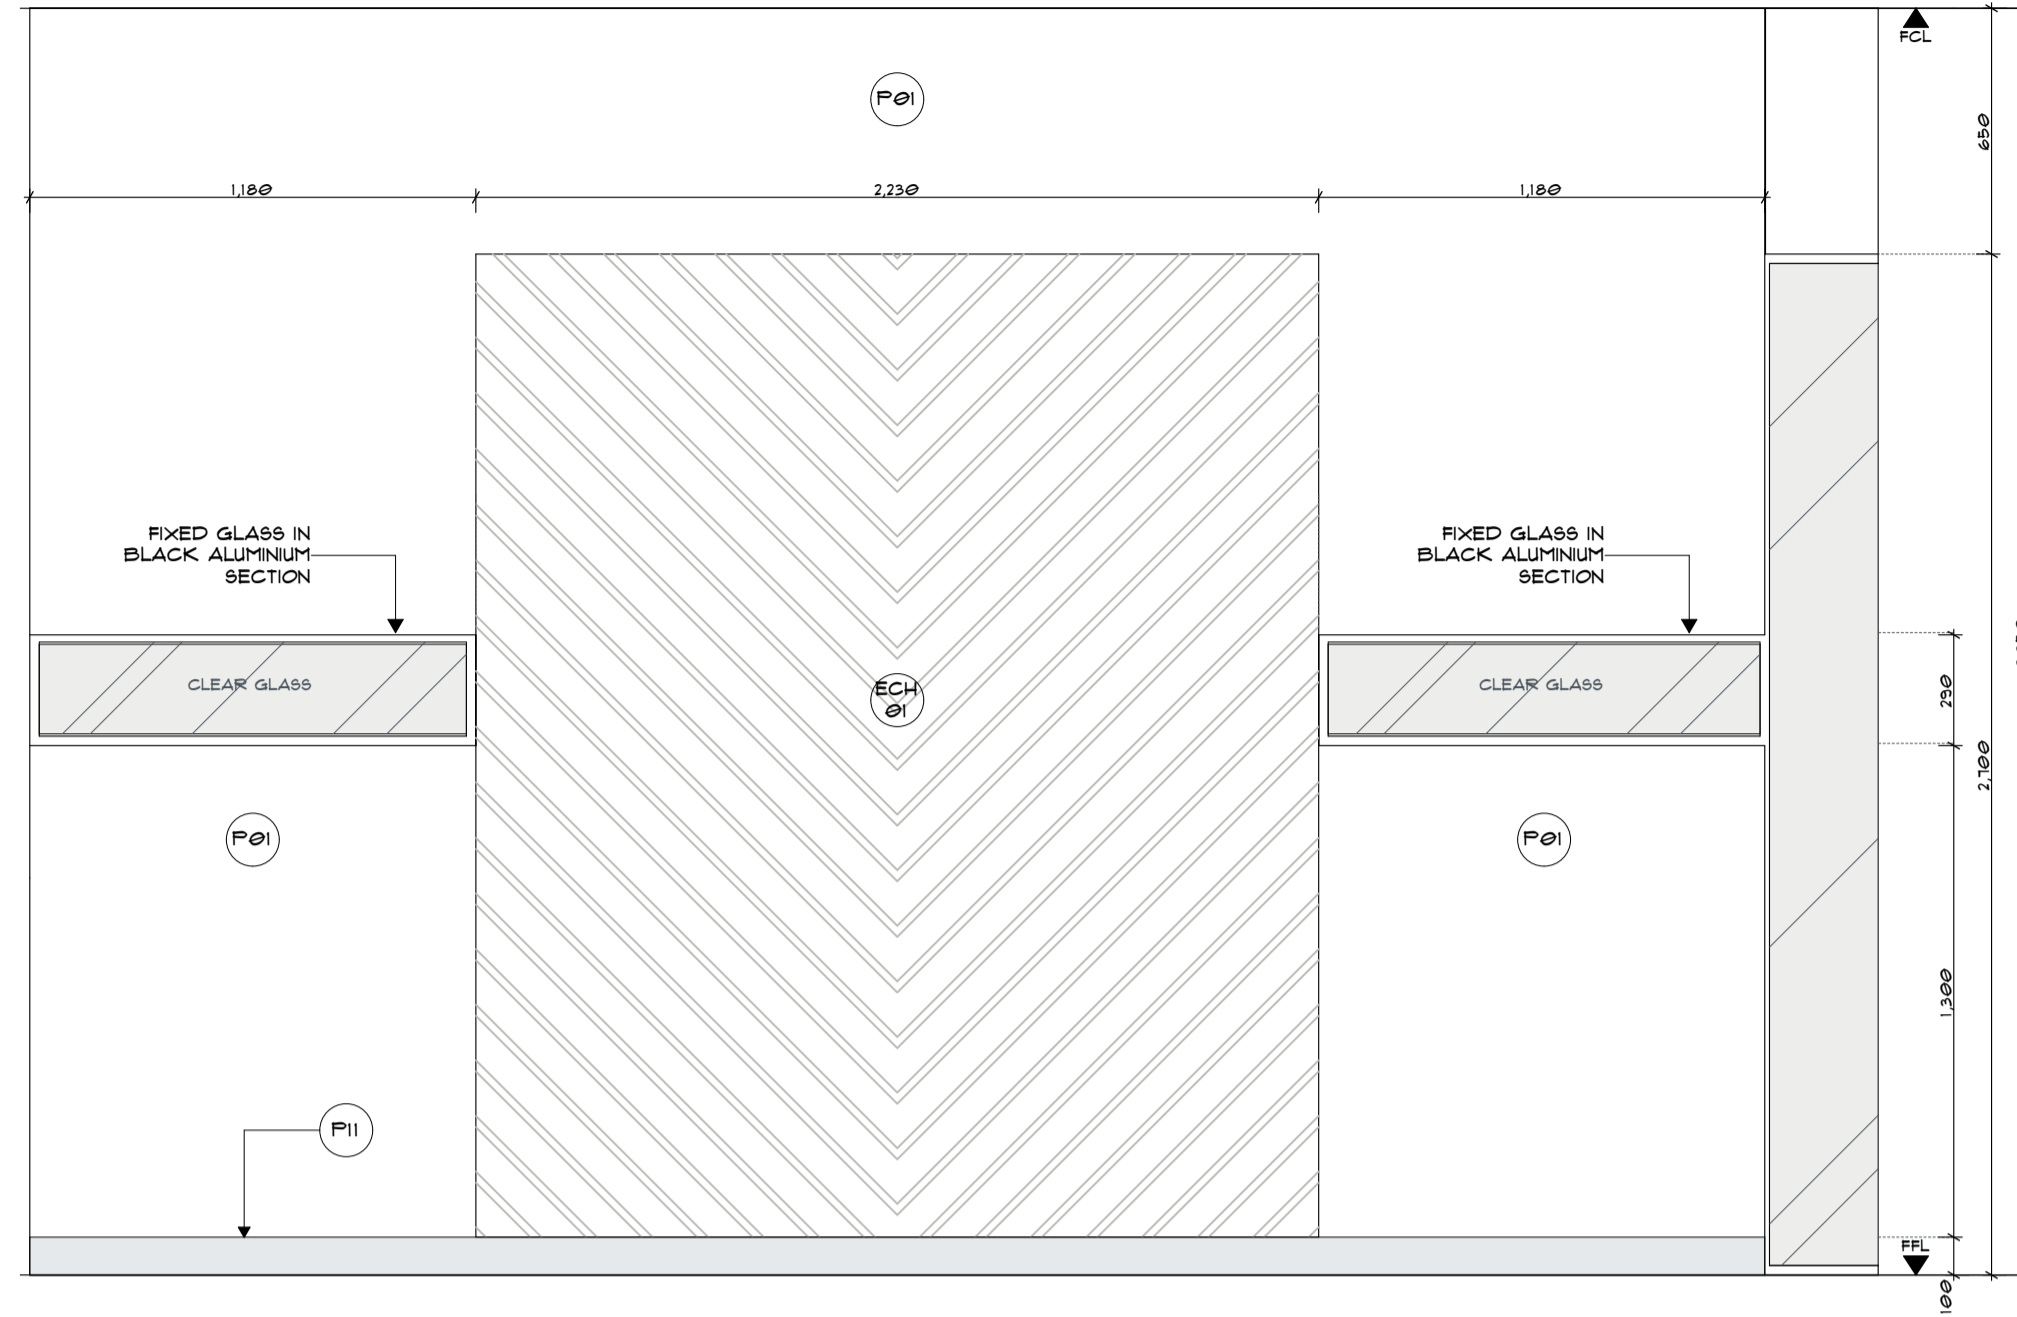 FCL
P01
650
1,180
2,230
1,180
FIXED GLASS IN
BLACK ALUMINIUM
SECTION
FIXED GLASS IN
BLACK ALUMINIUM
SECTION
CLEAR GLASS
ECH
01
CLEAR GLASS
290
2,700
P01
P01
1,300
P11
FFL
100